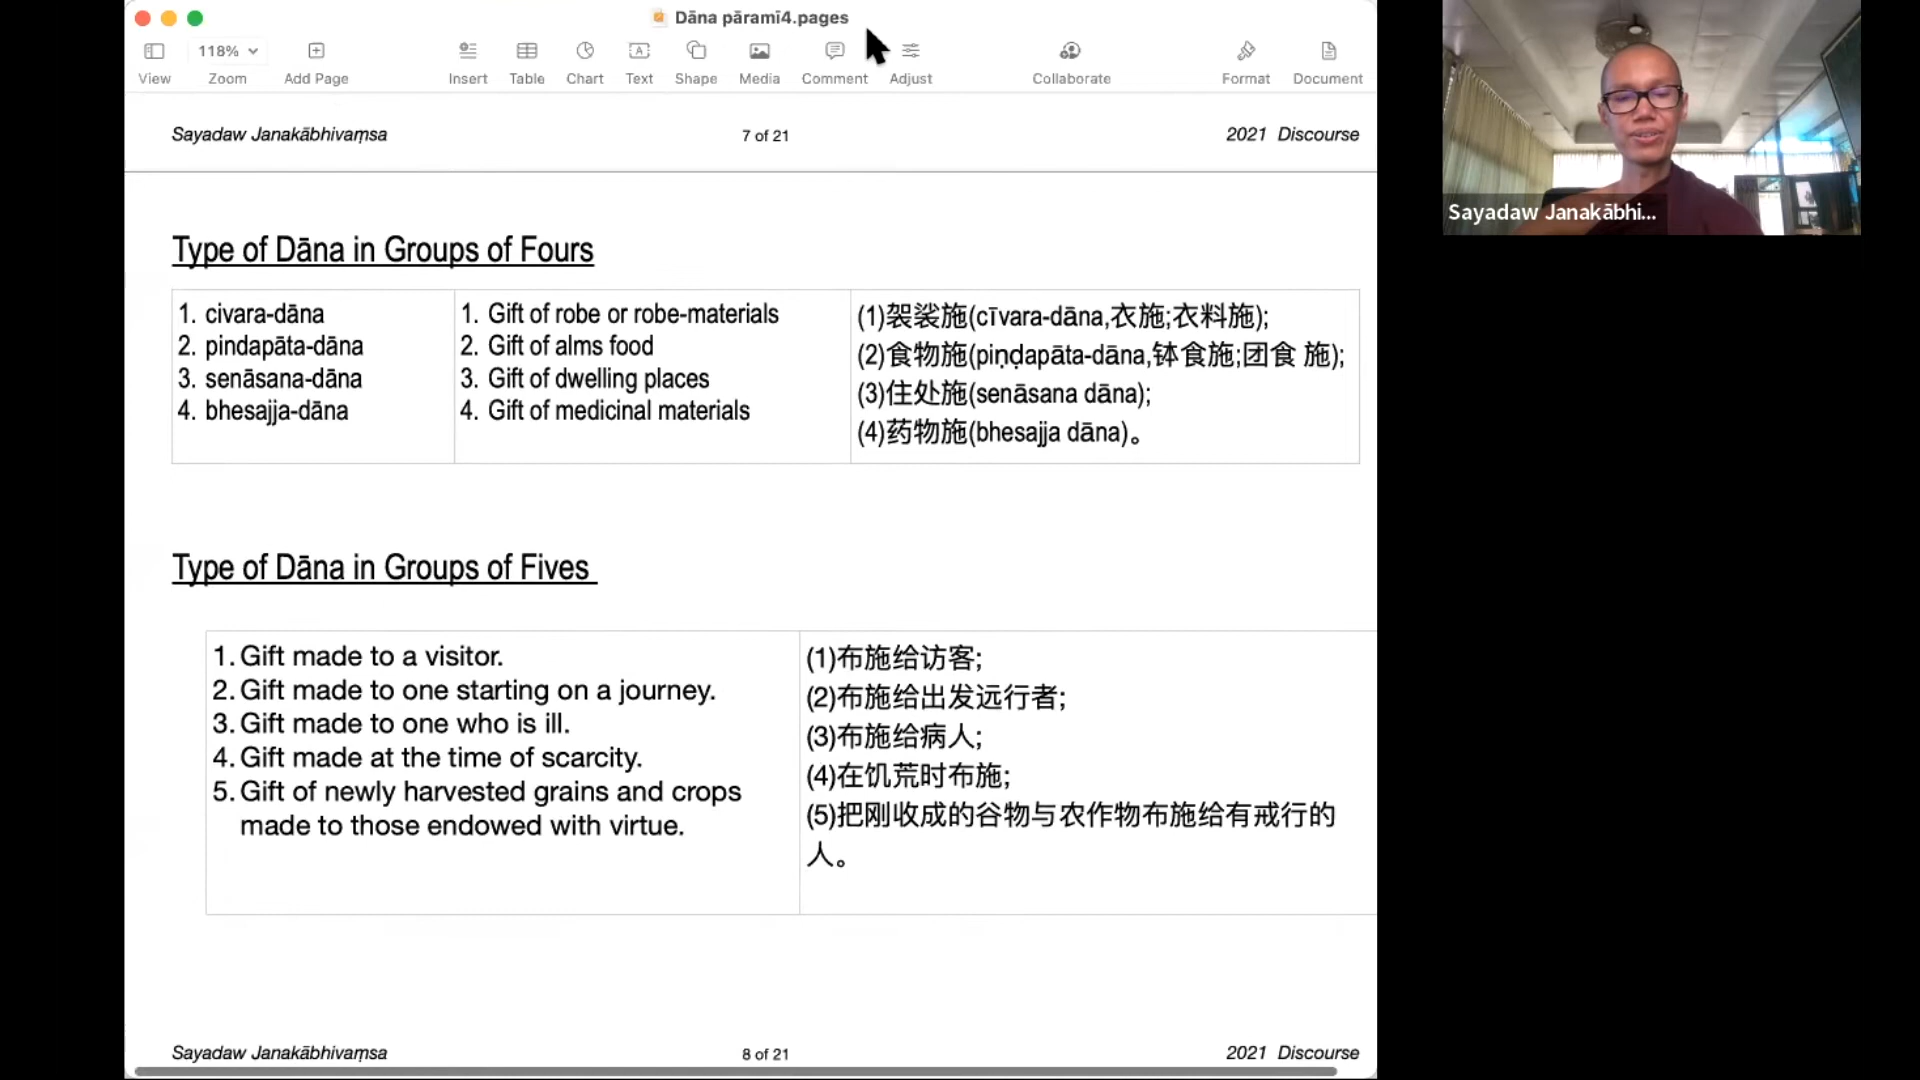 Dāna pāramī4.pages
118%
View Zoom Add Page Insert Table Chart Text Shape Media Comment Adjust Collaborate Format Document
Sayadaw Janakābhivaṃsa 7 of 21 2021 Discourse
Type of Dāna in Groups of Fours
1. civara-dāna
2. pindapāta-dāna
3. senāsana-dāna
4. bhesajja-dāna
1. Gift of robe or robe-materials
2. Gift of alms food
3. Gift of dwelling places
4. Gift of medicinal materials
(1)袈裟施(cīvara-dāna,衣施;衣料施);
(2)食物施(piṇḍapāta-dāna,钵食施;团食 施);
(3)住处施(senāsana dāna);
(4)药物施(bhesajja dāna)。
Type of Dāna in Groups of Fives
1. Gift made to a visitor.
2. Gift made to one starting on a journey.
3. Gift made to one who is ill.
4. Gift made at the time of scarcity.
5. Gift of newly harvested grains and crops
made to those endowed with virtue.
(1)布施给访客;
(2)布施给出发远行者;
(3)布施给病人;
(4)在饥荒时布施;
(5)把刚收成的谷物与农作物布施给有戒行的
人。
Sayadaw Janakābhivaṃsa 8 of 21 2021 Discourse
Sayadaw Janakābhi...